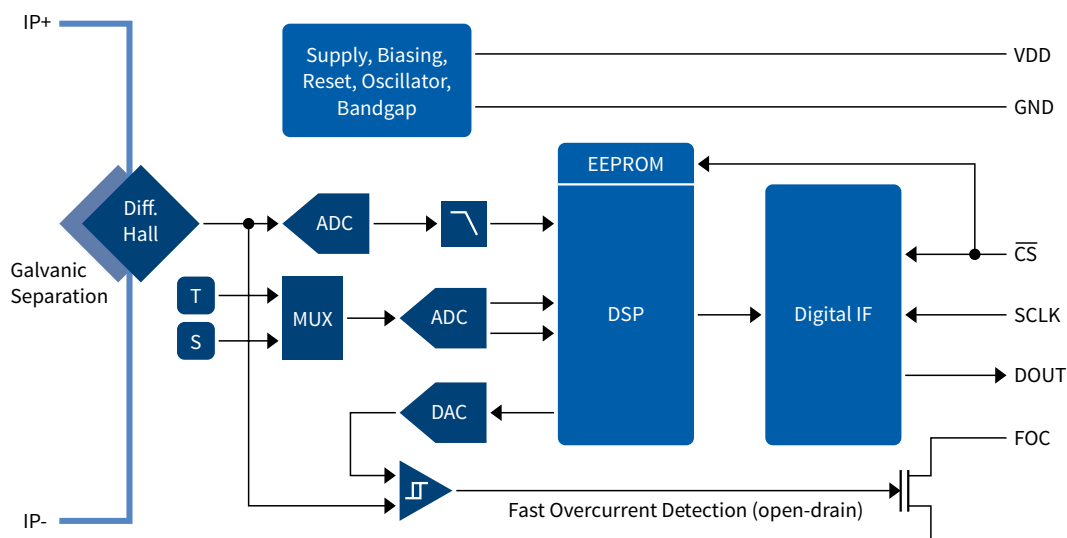 IP+
Supply, Biasing,
Reset, Oscillator,
Bandgap
VDD
GND
EEPROM
Diff.
Hall
ADC
Galvanic
Separation
T
S
MUX
ADC
DSP
Digital IF
CS
SCLK
DOUT
DAC
FOC
Fast Overcurrent Detection (open-drain)
IP-